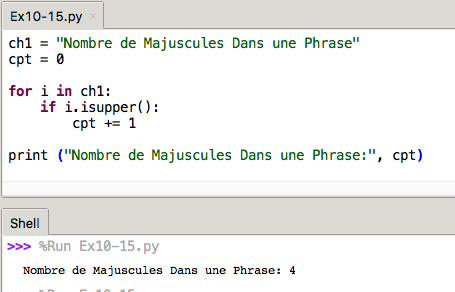 Ex10-15.py ×
ch1 = "Nombre de Majuscules Dans une Phrase"
cpt = 0
for i in ch1:
    if i.isupper():
        cpt += 1
print ("Nombre de Majuscules Dans une Phrase:", cpt)
Shell
>>> %Run Ex10-15.py
Nombre de Majuscules Dans une Phrase: 4